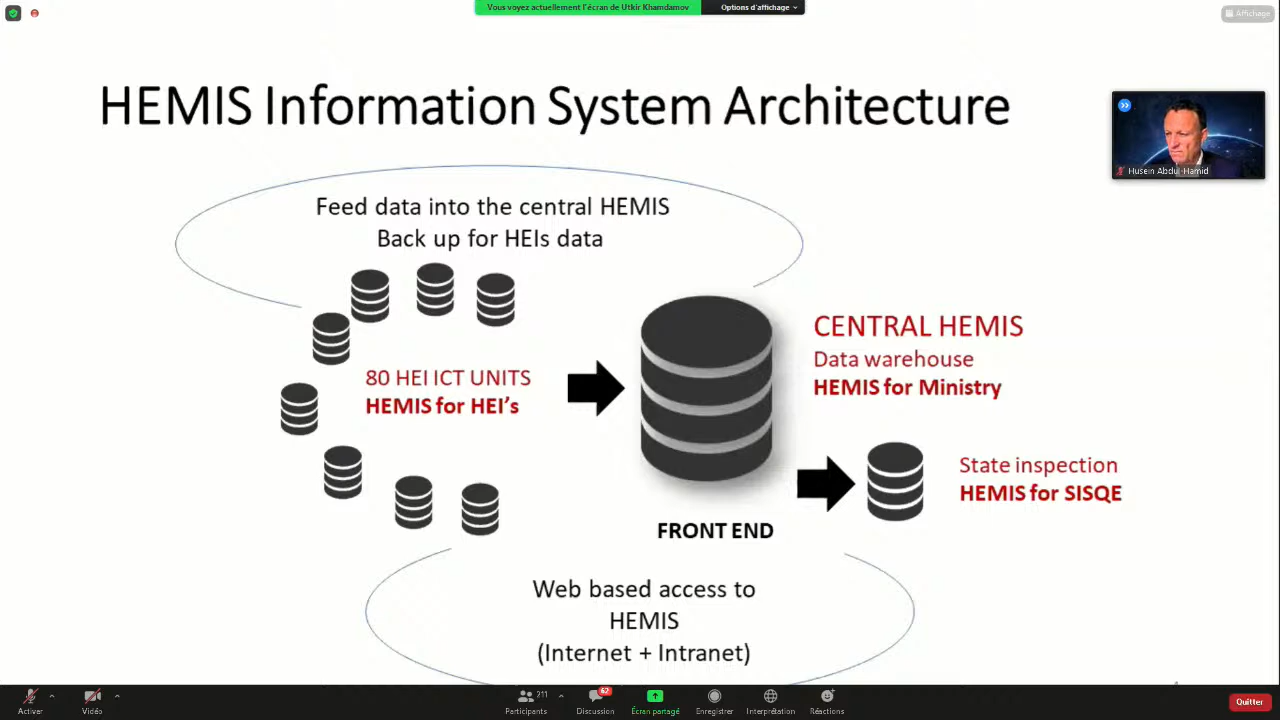 Vous voyez actuellement l'écran de Utkir Khamdamov
Options d'affichage
Affichage
HEMIS Information System Architecture
Husein Abdul-Hamid
Feed data into the central HEMIS
Back up for HEIs data
80 HEI ICT UNITS
HEMIS for HEI's
CENTRAL HEMIS
Data warehouse
HEMIS for Ministry
State inspection
HEMIS for SISQE
FRONT END
Web based access to
HEMIS
(Internet + Intranet)
Activer
Vidéo
211
Participants
62
Discussion
Écran partagé
Enregistrer
Interprétation
Réactions
Quitter